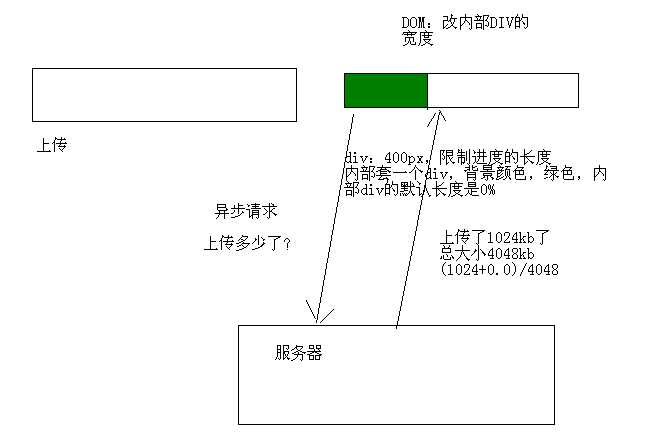 DOM：改内部DIV的
宽度
上传
div：400px，限制进度的长度
内部套一个div，背景颜色，绿色，内
部div的默认长度是0%
异步请求
上传多少了?
上传了1024kb了
总大小4048kb
(1024+0.0)/4048
服务器